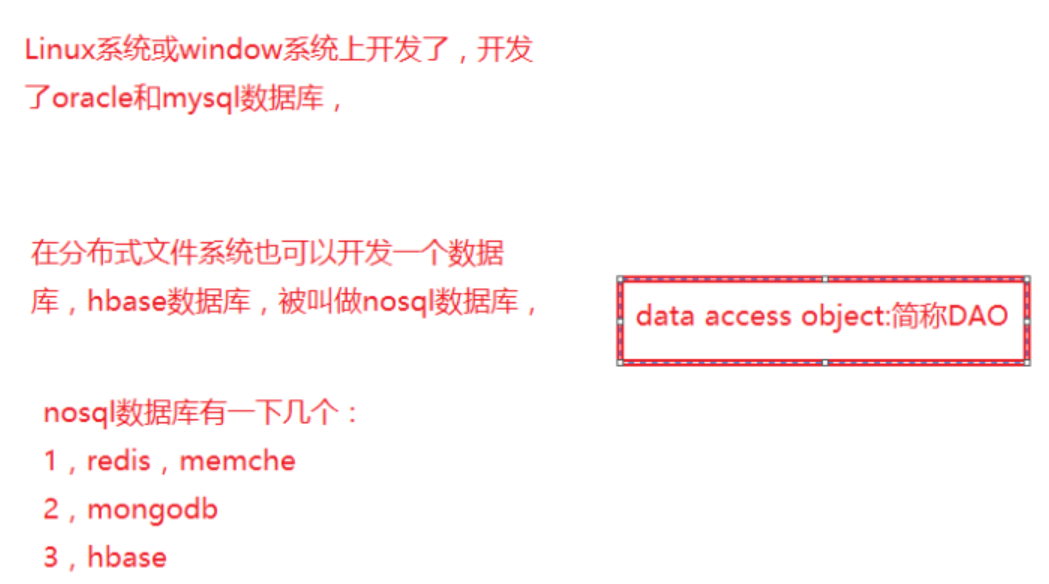 Linux系统或window系统上开发了，开发
了oracle和mysql数据库，
在分布式文件系统也可以开发一个数据
库，hbase数据库，被叫做nosql数据库，
data access object:简称DAO
nosql数据库有一下几个：
1，redis，memche
2，mongodb
3，hbase